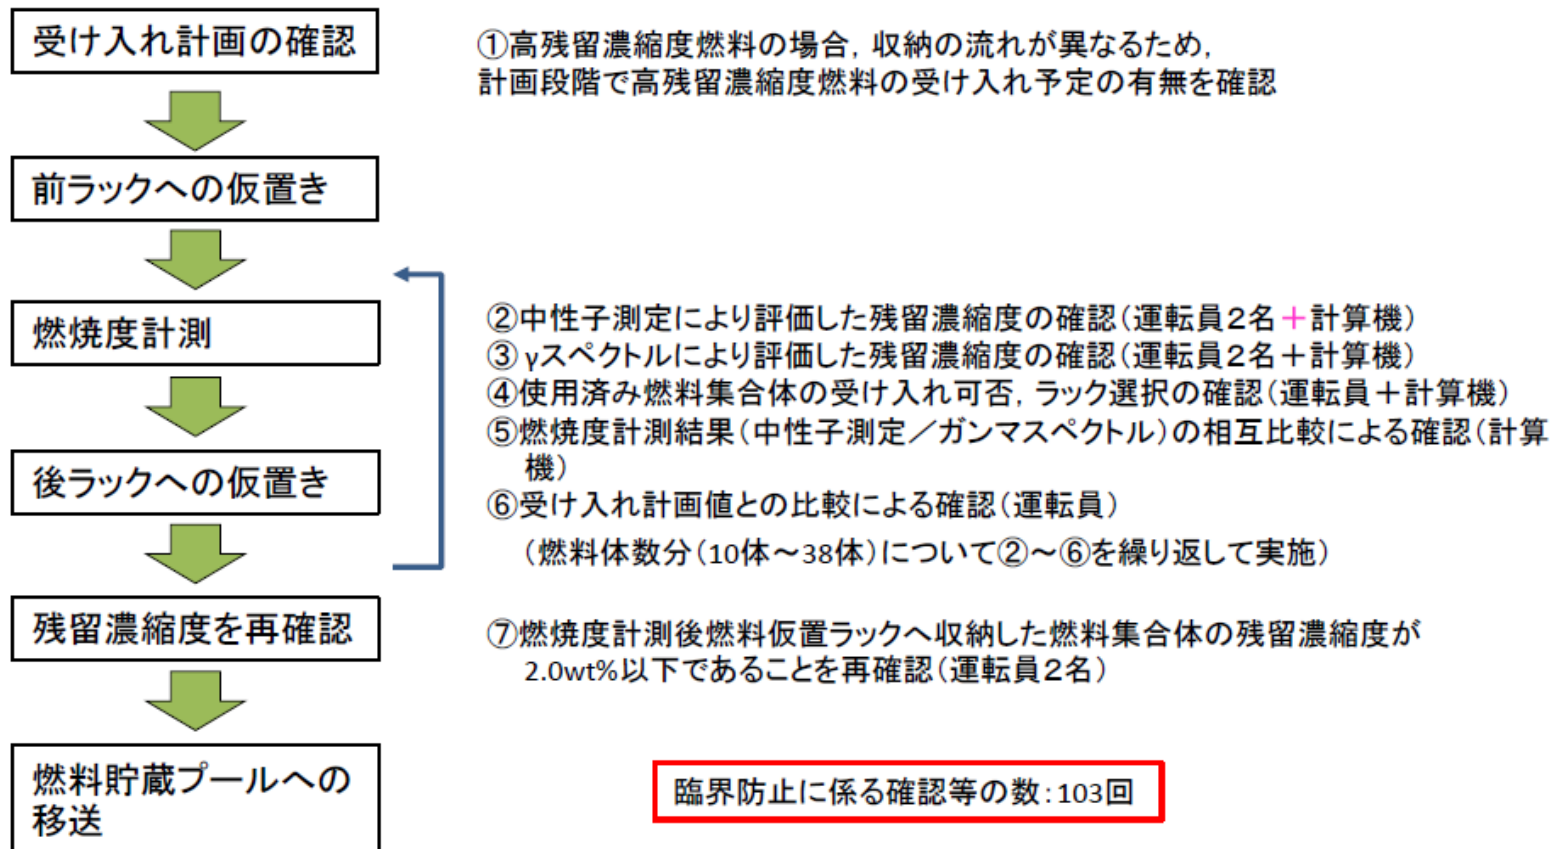 受け入れ計画の確認
①高残留濃縮度燃料の場合，収納の流れが異なるため，
計画段階で高残留濃縮度燃料の受け入れ予定の有無を確認
前ラックへの仮置き
燃焼度計測
②中性子測定により評価した残留濃縮度の確認（運転員２名＋計算機）
③γスペクトルにより評価した残留濃縮度の確認（運転員２名＋計算機）
④使用済み燃料集合体の受け入れ可否，ラック選択の確認（運転員＋計算機）
⑤燃焼度計測結果（中性子測定／ガンマスペクトル）の相互比較による確認（計算
機）
後ラックへの仮置き
⑥受け入れ計画値との比較による確認（運転員）
（燃料体数分（10体～38体）について②～⑥を繰り返して実施）
残留濃縮度を再確認
⑦燃焼度計測後燃料仮置ラックへ収納した燃料集合体の残留濃縮度が
2.0wt%以下であることを再確認（運転員２名）
燃料貯蔵プールへの
移送
臨界防止に係る確認等の数：103回